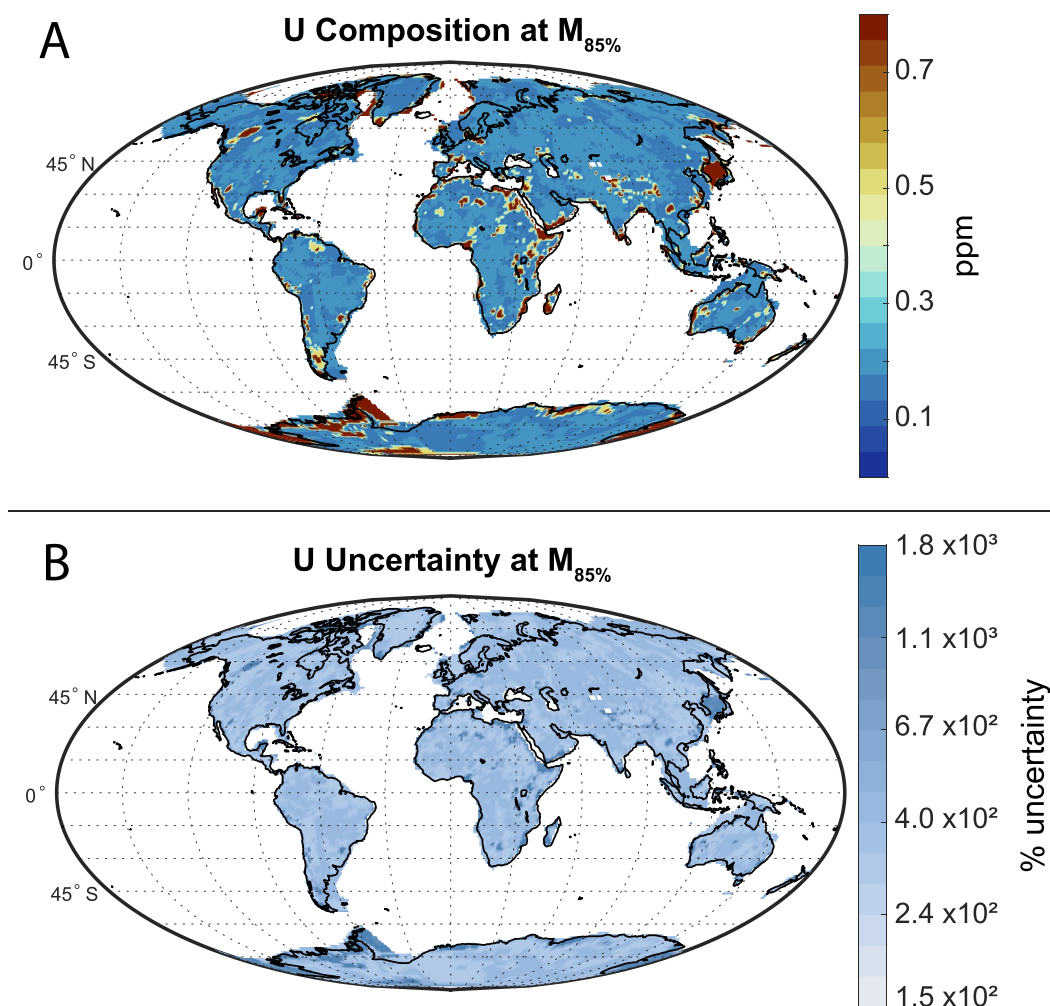 A
U Composition at M85%
0.7
45° N
0.5
ppm
0°
0.3
45° S
0.1
B
U Uncertainty at M85%
1.8 x10³
1.1 x10³
45° N
6.7 x10²
% uncertainty
0°
4.0 x10²
45° S
2.4 x10²
1.5 x10²